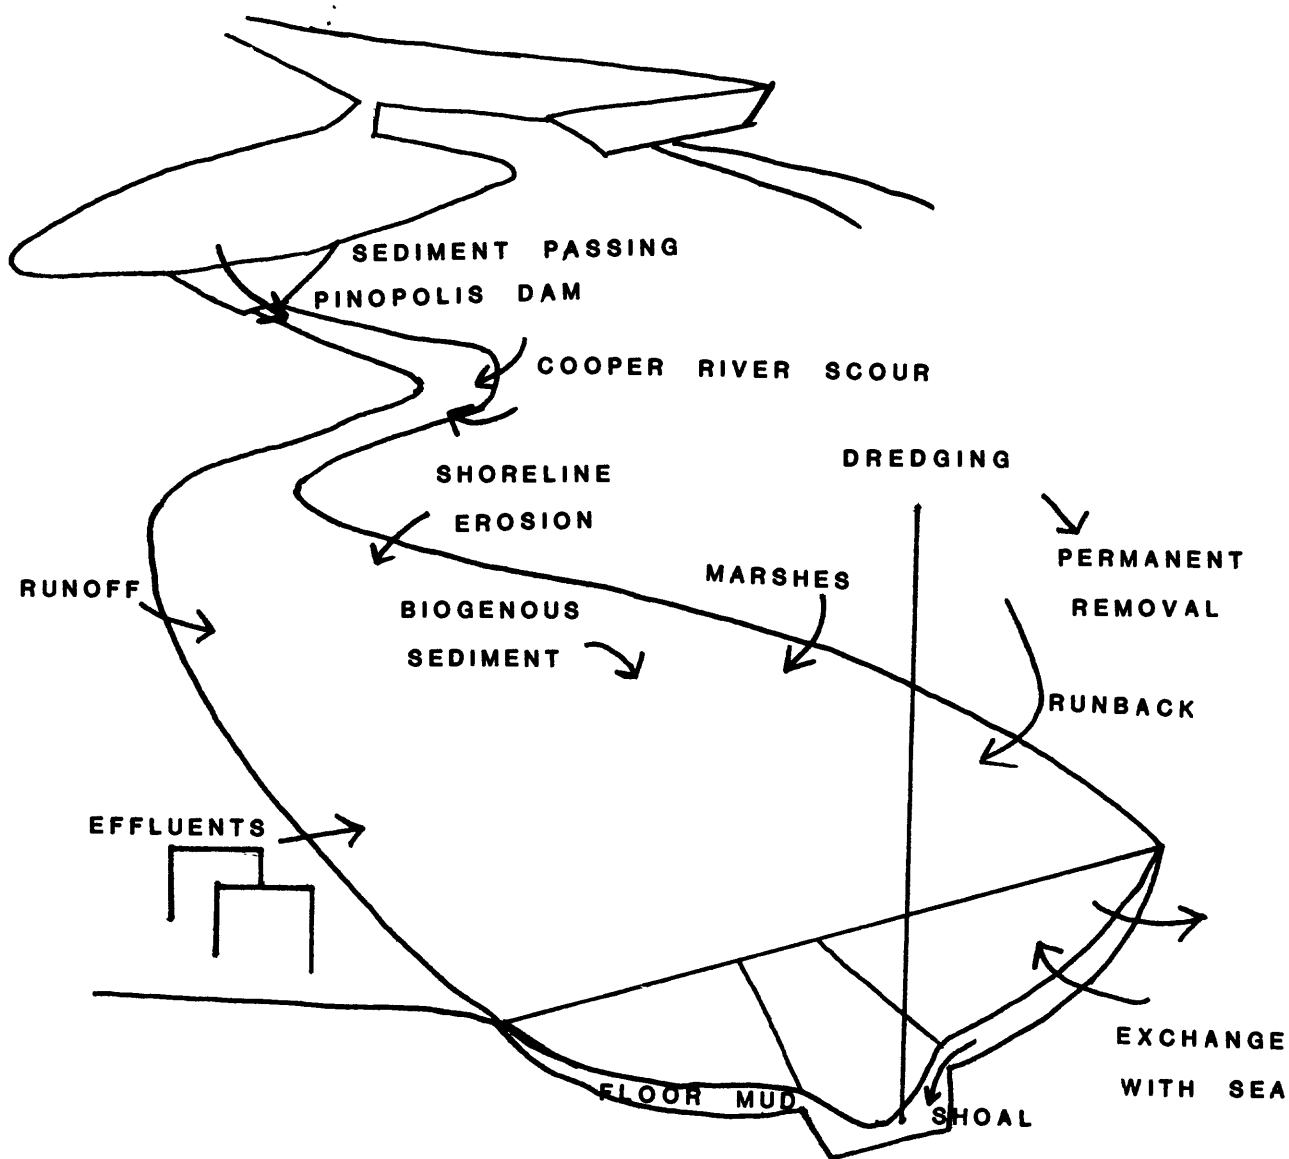 SEDIMENT PASSING
PINOPOLIS DAM
COOPER RIVER SCOUR
DREDGING
SHORELINE
EROSION
PERMANENT
REMOVAL
MARSHES
RUNOFF
BIOGENOUS
SEDIMENT
RUNBACK
EFFLUENTS
EXCHANGE
WITH SEA
FLOOR MUD
SHOAL